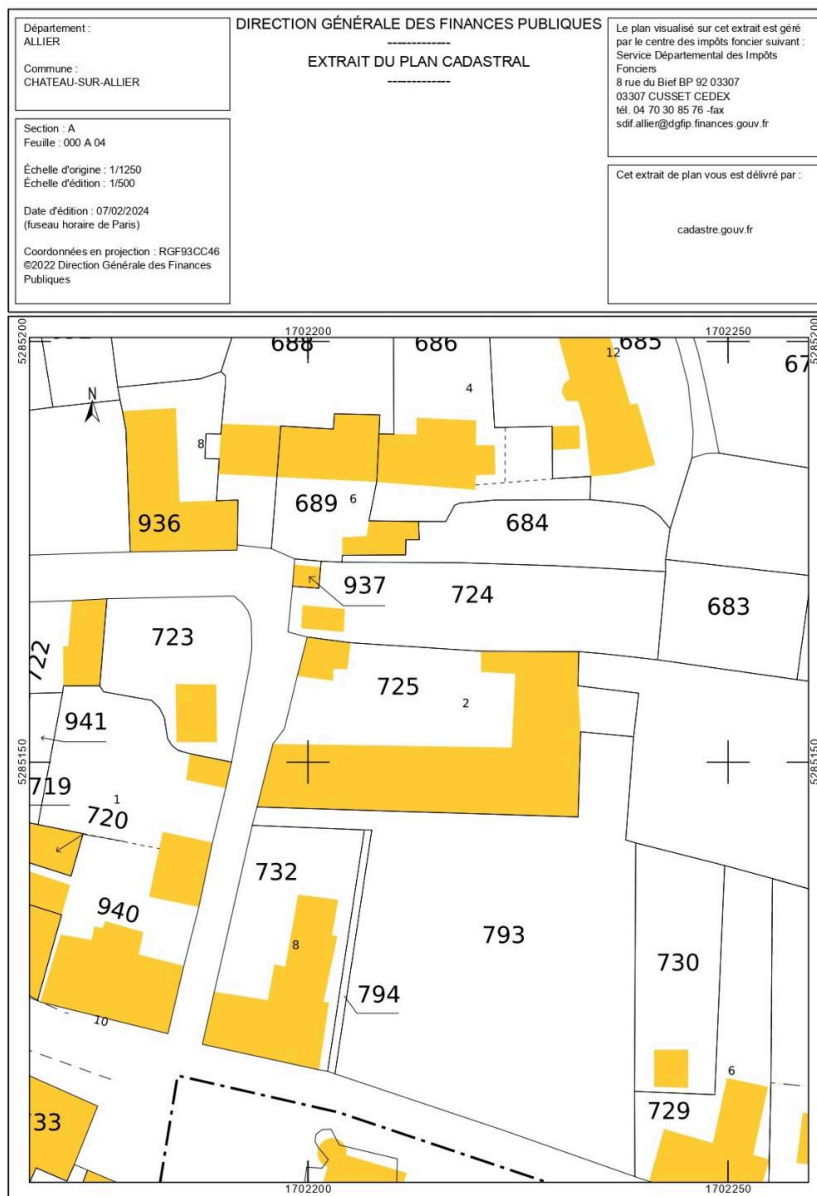 Département :
ALLIER
Commune :
CHATEAU-SUR-ALLIER
Section : A
Feuille : 000 A 04
Échelle d'origine : 1/1250
Échelle d'édition : 1/500
Date d'édition : 07/02/2024
(fuseau horaire de Paris)
Coordonnées en projection : RGF93CC46
©2022 Direction Générale des Finances
Publiques
DIRECTION GÉNÉRALE DES FINANCES PUBLIQUES
-------------
EXTRAIT DU PLAN CADASTRAL
-------------
Le plan visualisé sur cet extrait est géré
par le centre des impôts foncier suivant :
Service Départemental des Impôts
Fonciers
8 rue du Bief BP 92 03307
03307 CUSSET CEDEX
tél. 04 70 30 85 76 -fax
sdif.allier@dgfip.finances.gouv.fr
Cet extrait de plan vous est délivré par :
cadastre.gouv.fr
1702200
1702250
5285200
5285200
688
686
685
12
67
4
N
8
689
6
936
684
937
724
683
723
722
725
2
941
5285150
5285150
719
1
720
732
940
793
730
8
794
10
6
729
733
1702200
1702250